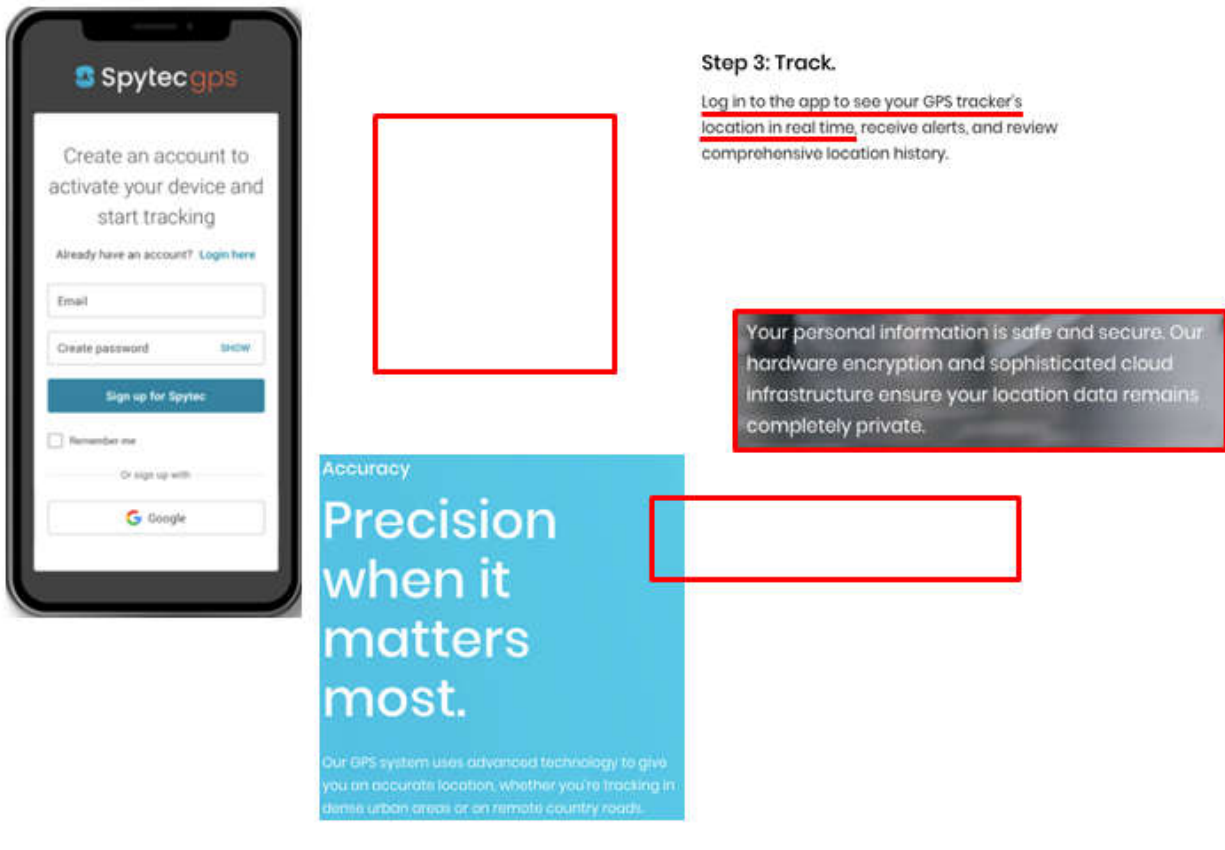 Spytec gps
Create an account to
activate your device and
start tracking
Already have an account? Login here
Email
Create password SHOW
Sign up for Spytec
Remember me
Or sign up with
Google
Step 3: Track.
Log in to the app to see your GPS tracker's
location in real time, receive alerts, and review
comprehensive location history.
Your personal information is safe and secure. Our
hardware encryption and sophisticated cloud
infrastructure ensure your location data remains
completely private.
Accuracy
Precision
when it
matters
most.
Our GPS system uses advanced technology to give
you an accurate location, whether you're tracking in
dense urban areas or on remote country roads.